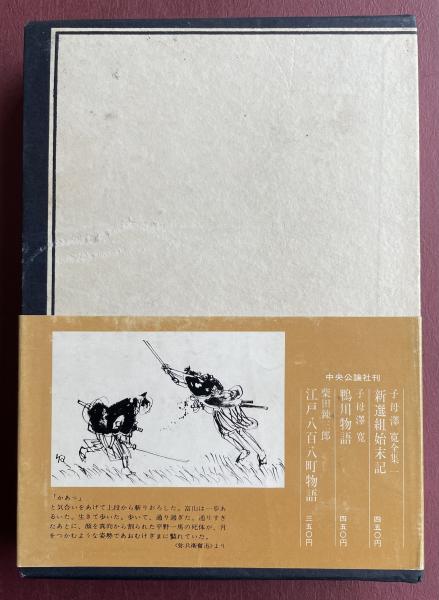 中央公論社刊
子母澤 寛全集
新選組始末記
四五〇円
子母澤 寛
鴨川物語
四五〇円
柴田錬三郎
江戸八百八町物語
三五〇円
「かあっ」
と気合いをあげて上段から斬りおろした。富山は一歩あ
るいた。生きて歩いた。歩いて、通り過ぎた。通りすぎ
たあとに、顔を真向から割られた平野一馬の死体が、月
をつかむような姿勢であおむけざまに斃れていた。
〈弥兵衛奮迅〉より